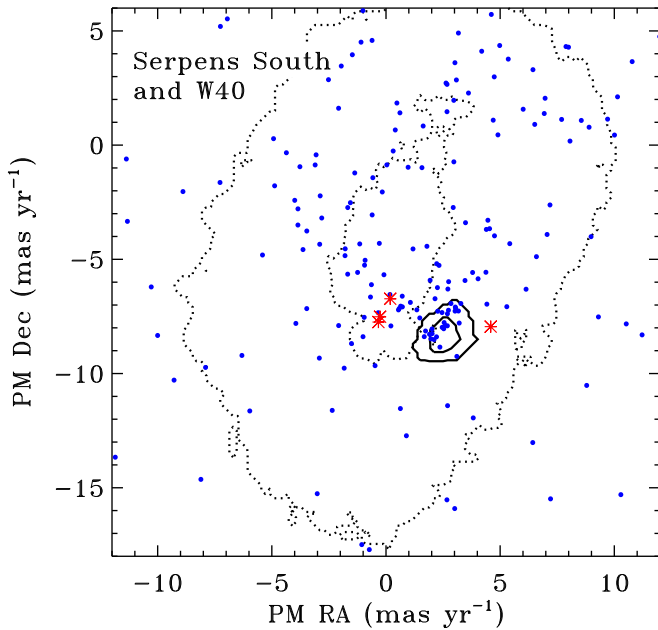 Serpens South
and W40
5
0
−5
−10
−15
PM Dec (mas yr⁻¹)
−10 −5 0 5 10
PM RA (mas yr⁻¹)